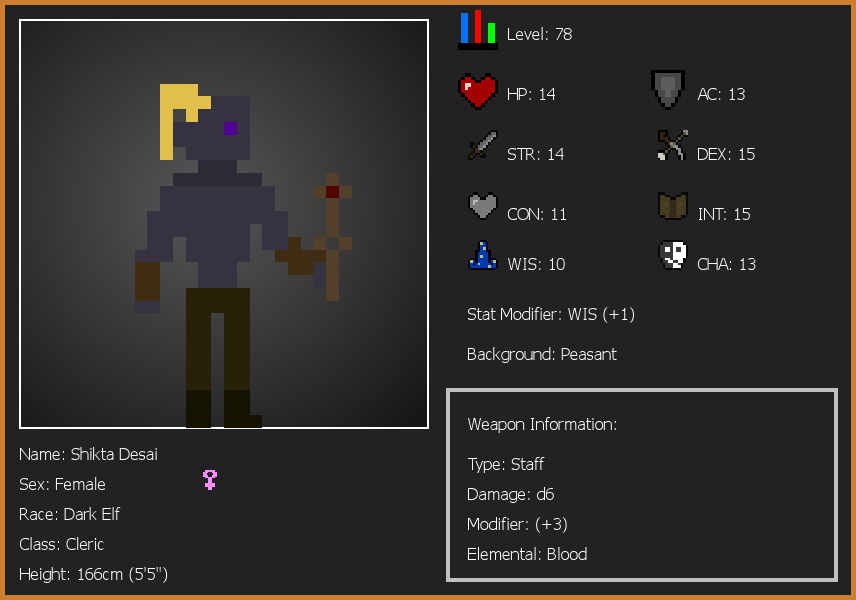 Level: 78
HP: 14
AC: 13
STR: 14
DEX: 15
CON: 11
INT: 15
WIS: 10
CHA: 13
Stat Modifier: WIS (+1)
Background: Peasant
Weapon Information:
Type: Staff
Damage: d6
Modifier: (+3)
Elemental: Blood
Name: Shikta Desai
Sex: Female
Race: Dark Elf
Class: Cleric
Height: 166cm (5'5")